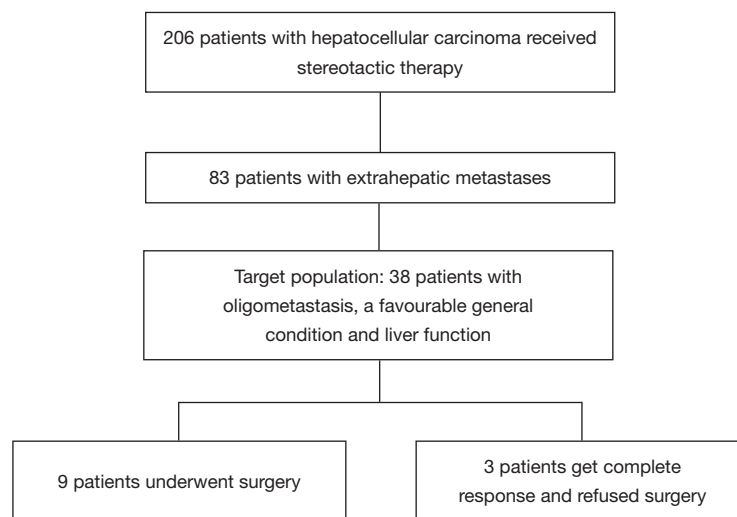 206 patients with hepatocellular carcinoma received
stereotactic therapy
83 patients with extrahepatic metastases
Target population: 38 patients with
oligometastasis, a favourable general
condition and liver function
9 patients underwent surgery
3 patients get complete
response and refused surgery